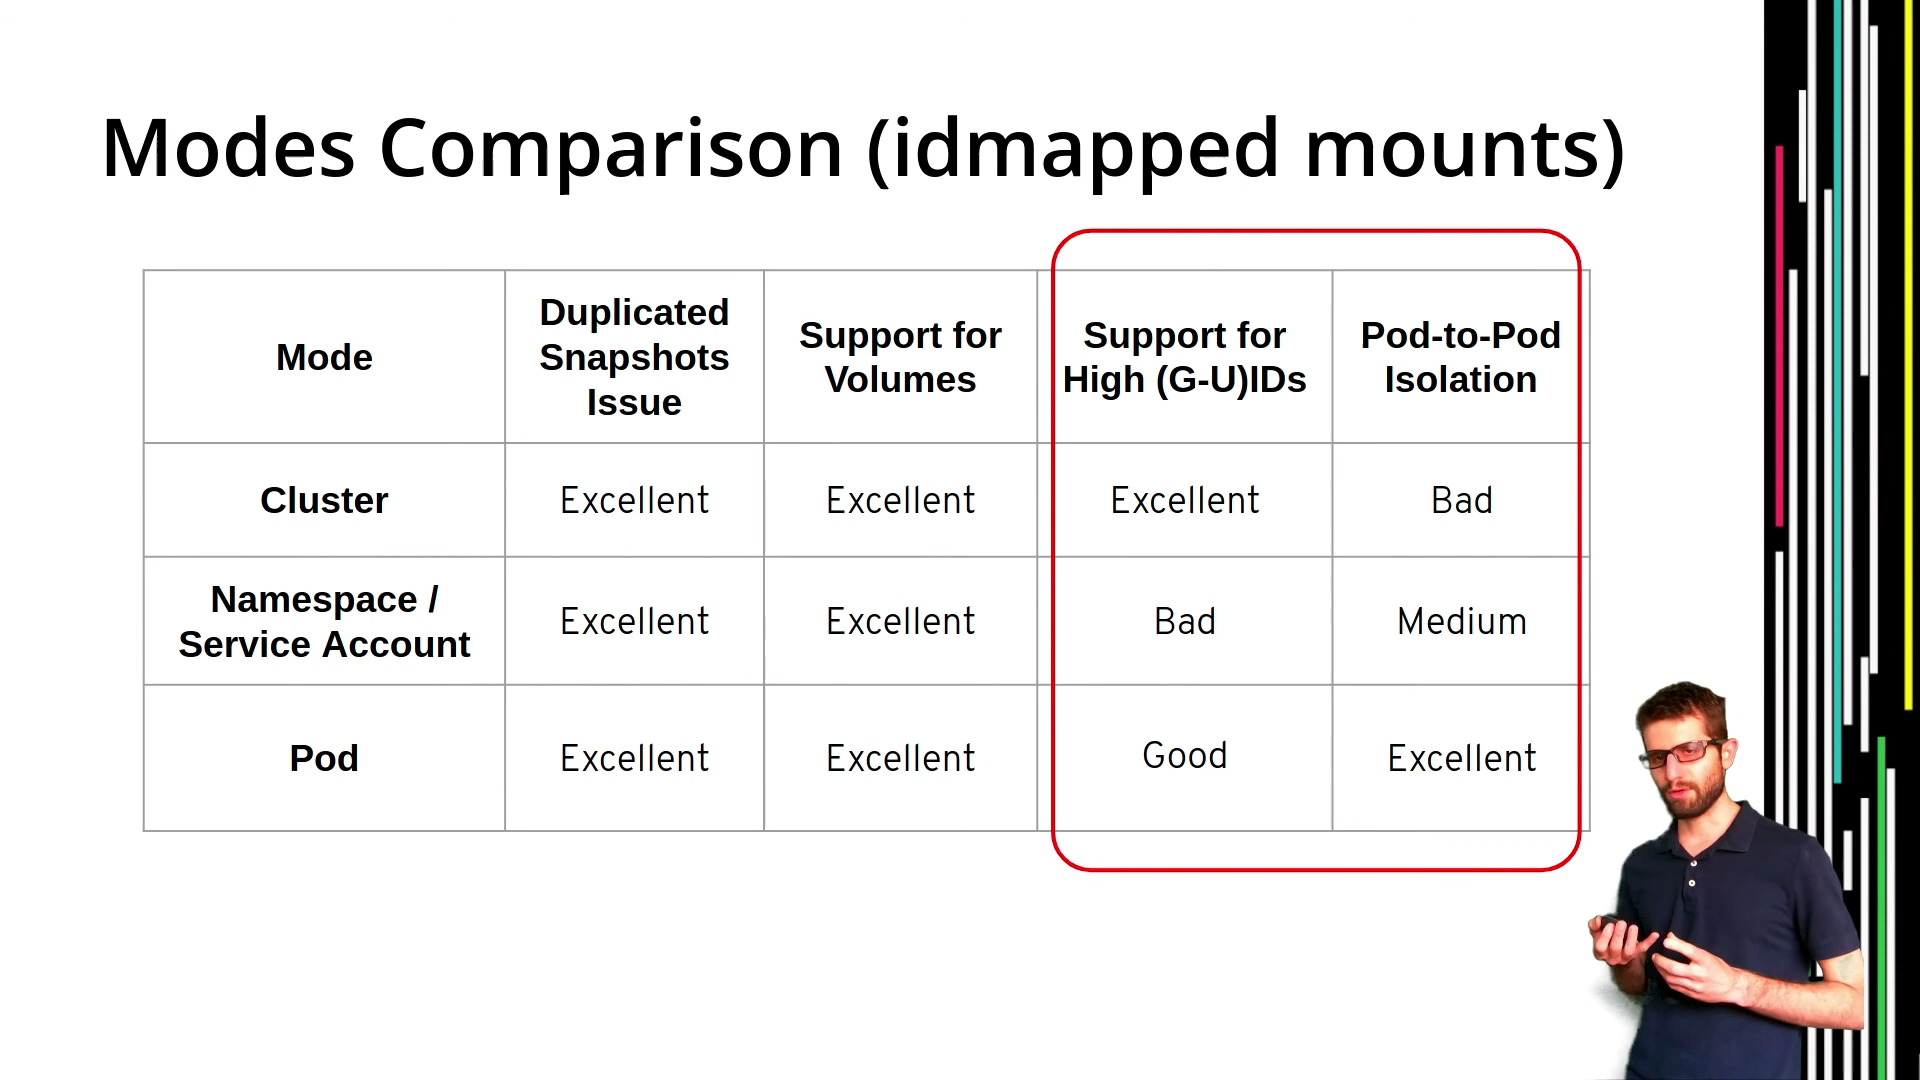 Modes Comparison (idmapped mounts)
Mode
Duplicated
Snapshots
Issue
Support for
Volumes
Support for
High (G-U)IDs
Pod-to-Pod
Isolation
Cluster
Excellent
Excellent
Excellent
Bad
Namespace /
Service Account
Excellent
Excellent
Bad
Medium
Pod
Excellent
Excellent
Good
Excellent